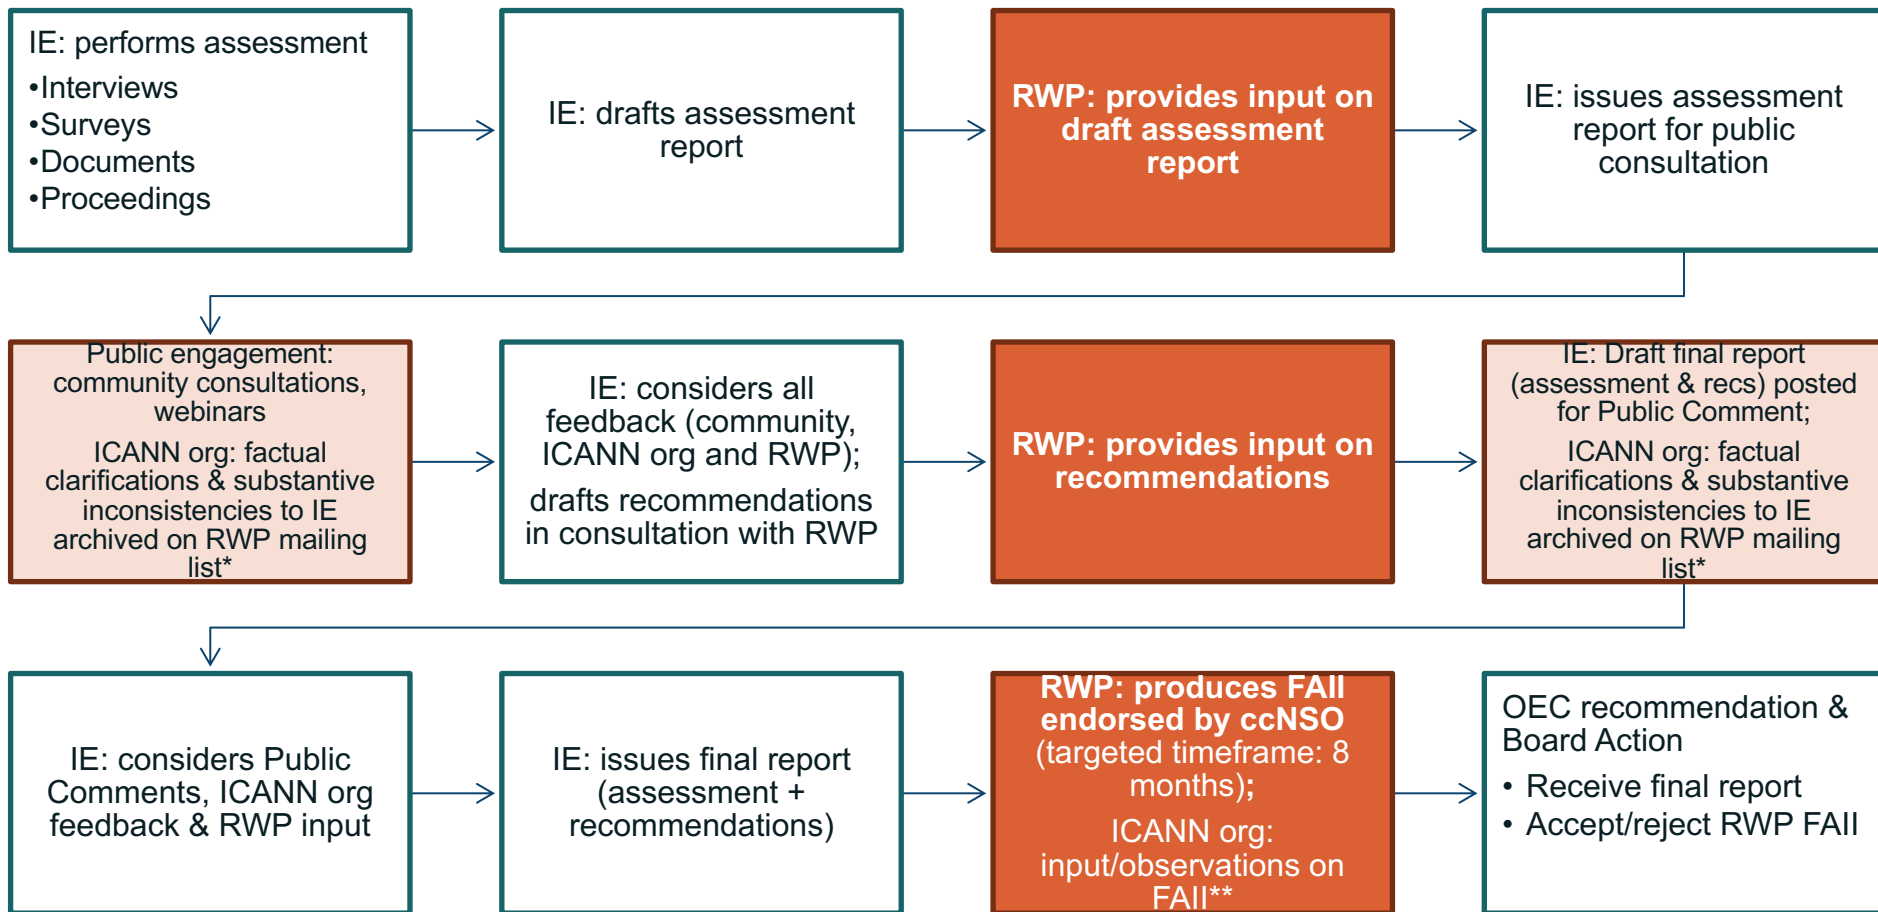 IE: performs assessment
•Interviews
•Surveys
•Documents
•Proceedings
IE: drafts assessment
report
RWP: provides input on
draft assessment
report
IE: issues assessment
report for public
consultation
Public engagement:
community consultations,
webinars
ICANN org: factual
clarifications & substantive
inconsistencies to IE
archived on RWP mailing
list*
IE: considers all
feedback (community,
ICANN org and RWP);
drafts recommendations
in consultation with RWP
RWP: provides input on
recommendations
IE: Draft final report
(assessment & recs) posted
for Public Comment;
ICANN org: factual
clarifications & substantive
inconsistencies to IE
archived on RWP mailing
list*
IE: considers Public
Comments, ICANN org
feedback & RWP input
IE: issues final report
(assessment +
recommendations)
RWP: produces FAII
endorsed by ccNSO
(targeted timeframe: 8
months);
ICANN org:
input/observations on
FAII**
OEC recommendation &
Board Action
• Receive final report
• Accept/reject RWP FAII